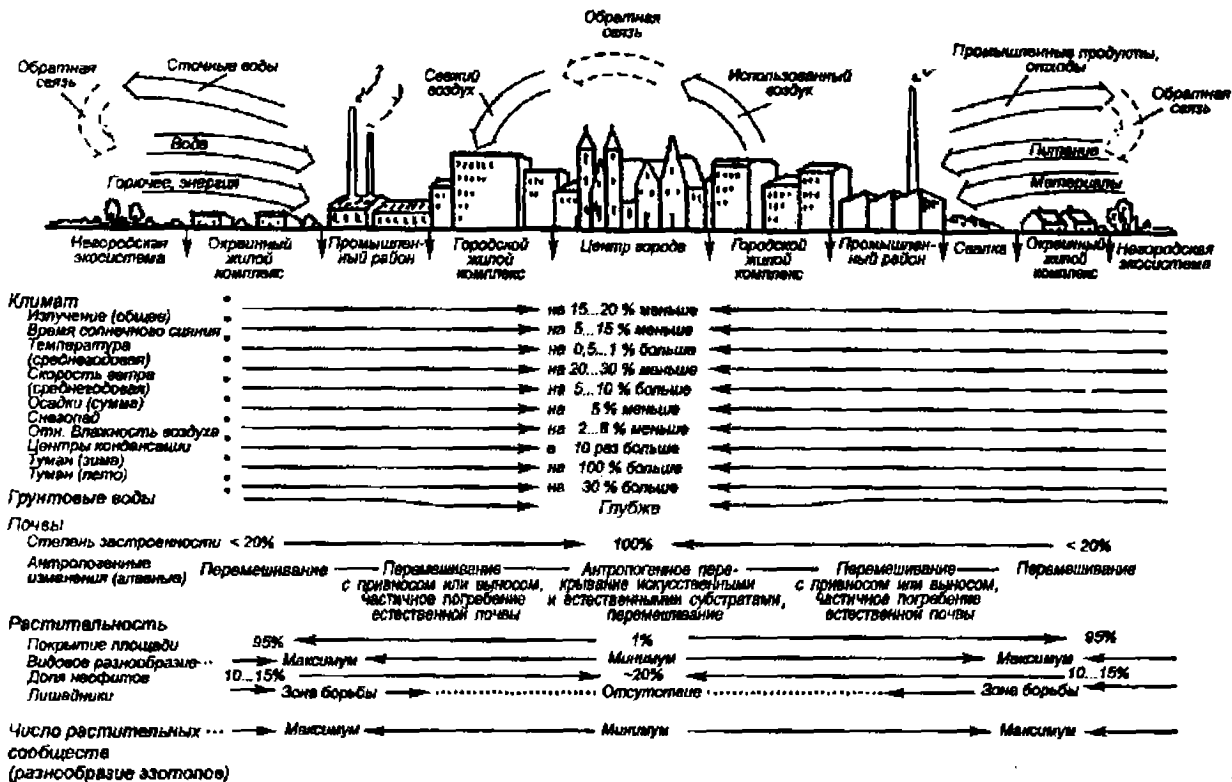 Обратная
связь
Обратная
связь
Сточные воды
Свежий
воздух
Использованный
воздух
Промышленные продукты,
отходы
Обратная
связь
Вода
Горючее, энергия
Питание
Материалы
Негородская
экосистема
Окраинный
жилой
комплекс
Промышлен-
ный район
Городской
жилой
комплекс
Центр города
Городской
жилой
комплекс
Промышлен-
ный район
Свалка
Окраинный
жилой
комплекс
Негородская
экосистема
Климат
Излучение (общее) на 15...20 % меньше
Время солнечного сияния на 5...15 % меньше
Температура
(среднегодовая) на 0,5...1 % больше
Скорость ветра на 20...30 % меньше
(среднегодовая) на 5...10 % больше
Осадки (сумма)
Снегопад на 5 % меньше
Отн. Влажность воздуха на 2...8 % меньше
Центры конденсации в 10 раз больше
Туман (зима) на 100 % больше
Туман (лето) на 30 % больше
Грунтовые воды Глубже
Почвы
Степень застроенности < 20% 100% < 20%
Антропогенные
изменения (главные)
Перемешивание
Перемешивание
с привносом или выносом,
частичное погребение
естественной почвы
Антропогенное пере-
крывание искусственными
и естественными субстратами,
перемешивание
Перемешивание
с привносом или выносом,
частичное погребение
естественной почвы
Перемешивание
Растительность
Покрытие площади 95% 1% 95%
Видовое разнообразие ... Максимум Минимум Максимум
Доля неофитов 10...15% ~20% 10...15%
Лишайники Зона борьбы Отсутствие Зона борьбы
Число растительных ... Максимум Минимум Максимум
сообществ
(разнообразие экотопов)